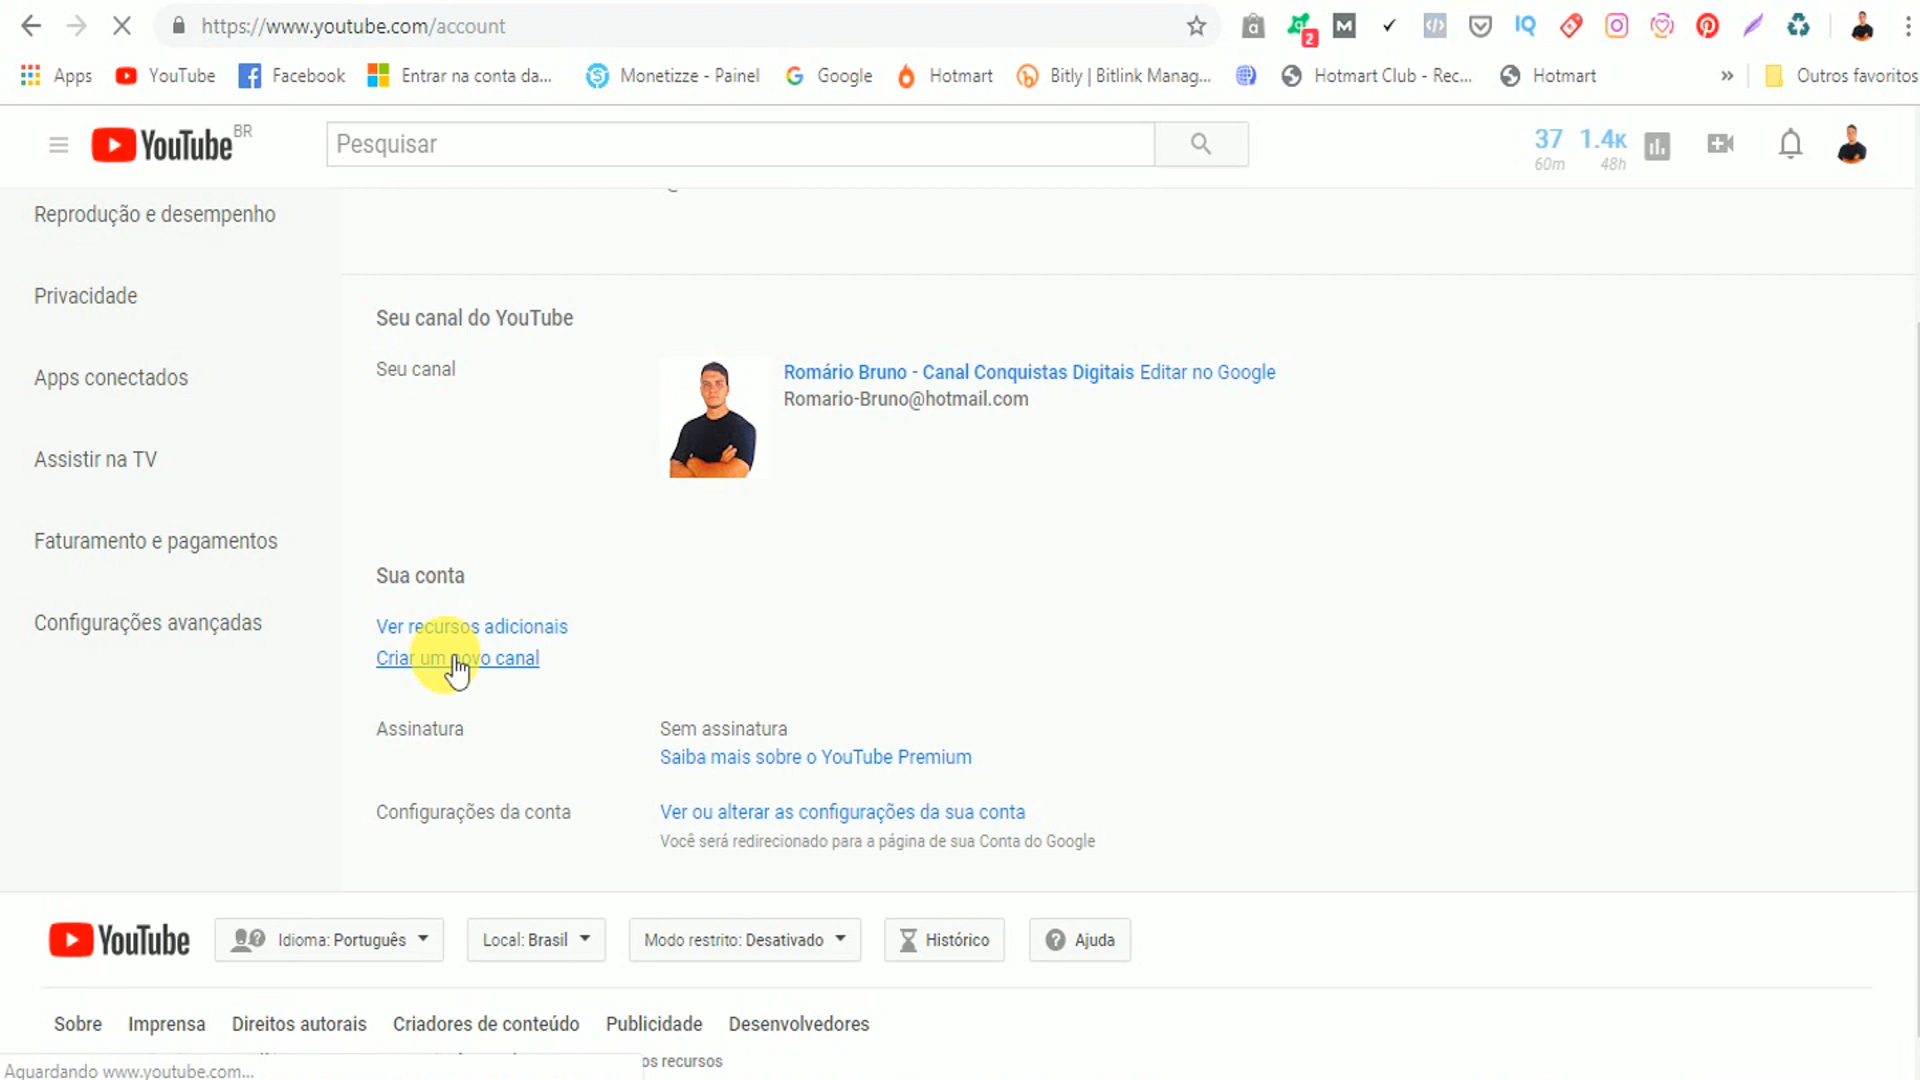 https://www.youtube.com/account
2
M
IQ
Apps YouTube Facebook Entrar na conta da... Monetizze - Painel Google Hotmart Bitly | Bitlink Manag... Hotmart Club - Rec... Hotmart » Outros favoritos
YouTube BR Pesquisar 37 1.4K
60m 48h
Reprodução e desempenho
Privacidade
Apps conectados
Assistir na TV
Faturamento e pagamentos
Configurações avançadas
Seu canal do YouTube
Seu canal
Romário Bruno - Canal Conquistas Digitais Editar no Google
Romario-Bruno@hotmail.com
Sua conta
Ver recursos adicionais
Criar um novo canal
Assinatura Sem assinatura
Saiba mais sobre o YouTube Premium
Configurações da conta Ver ou alterar as configurações da sua conta
Você será redirecionado para a página de sua Conta do Google
YouTube Idioma: Português Local: Brasil Modo restrito: Desativado Histórico Ajuda
Sobre Imprensa Direitos autorais Criadores de conteúdo Publicidade Desenvolvedores
os recursos
Aguardando www.youtube.com...